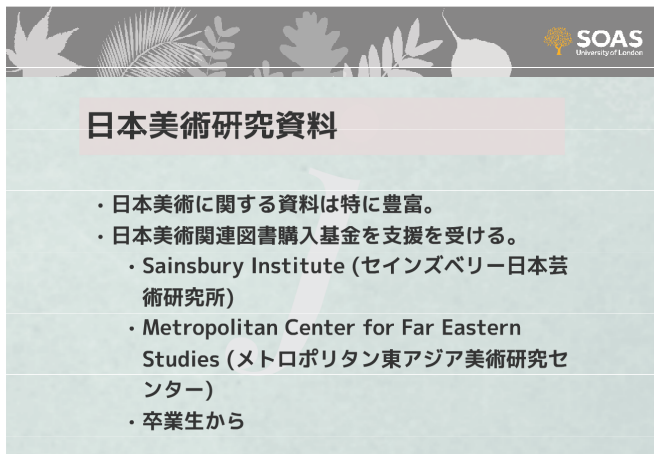 SOAS
University of London
日本美術研究資料
・日本美術に関する資料は特に豊富。
・日本美術関連図書購入基金を支援を受ける。
・Sainsbury Institute (セインズベリー日本芸
術研究所)
・Metropolitan Center for Far Eastern
Studies (メトロポリタン東アジア美術研究セ
ンター)
・卒業生から
J